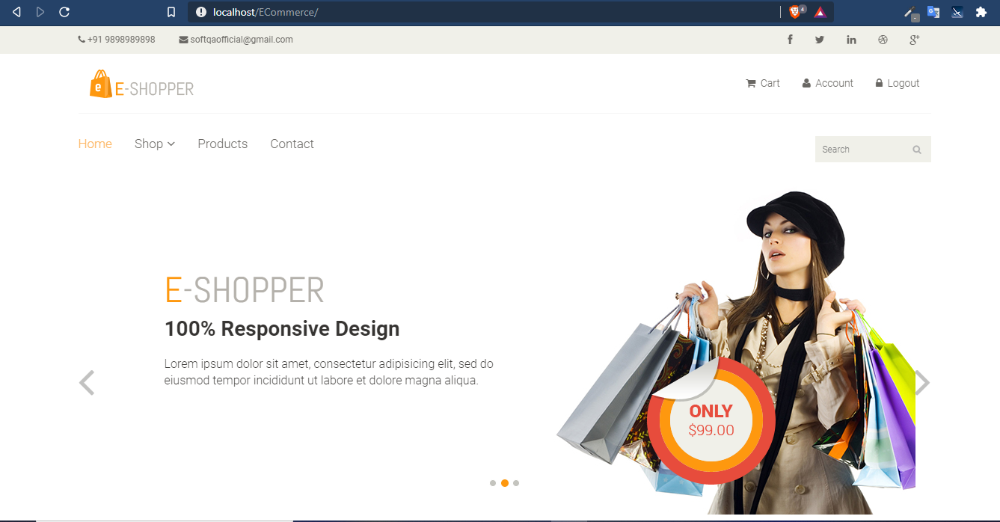 localhost/ECommerce/
4
+91 9898989898 softqaofficial@gmail.com
e E-SHOPPER
Cart Account Logout
Home Shop Products Contact
Search
E-SHOPPER
100% Responsive Design
Lorem ipsum dolor sit amet, consectetur adipisicing elit, sed do
eiusmod tempor incididunt ut labore et dolore magna aliqua.
ONLY
$99.00